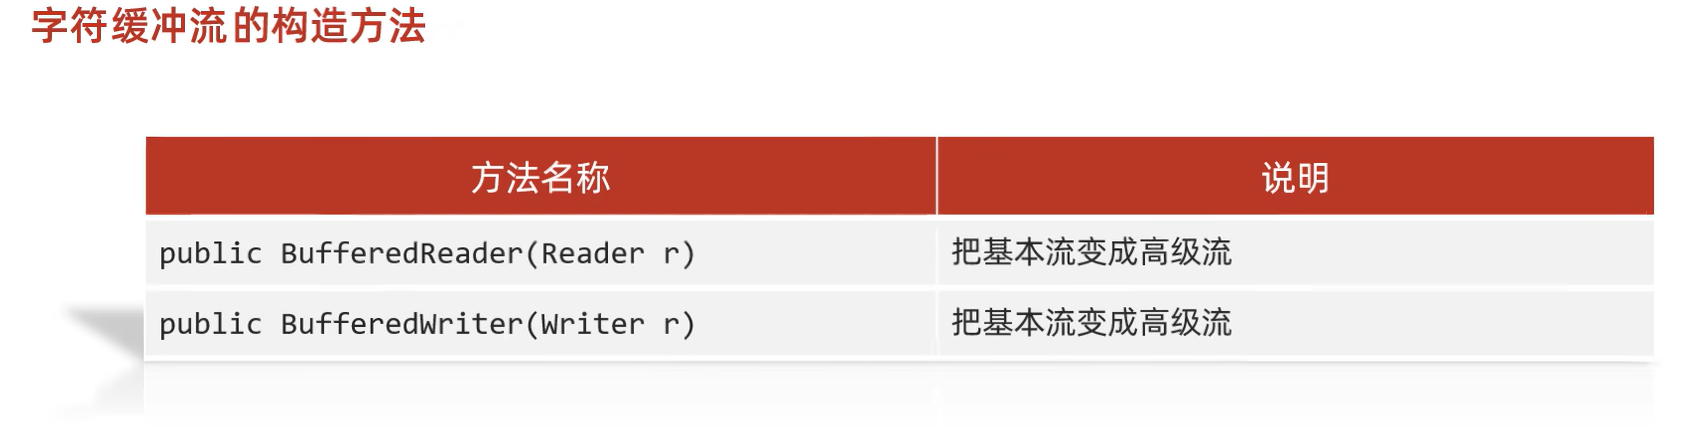 字符缓冲流的构造方法
方法名称 说明
public BufferedReader(Reader r) 把基本流变成高级流
public BufferedWriter(Writer r) 把基本流变成高级流